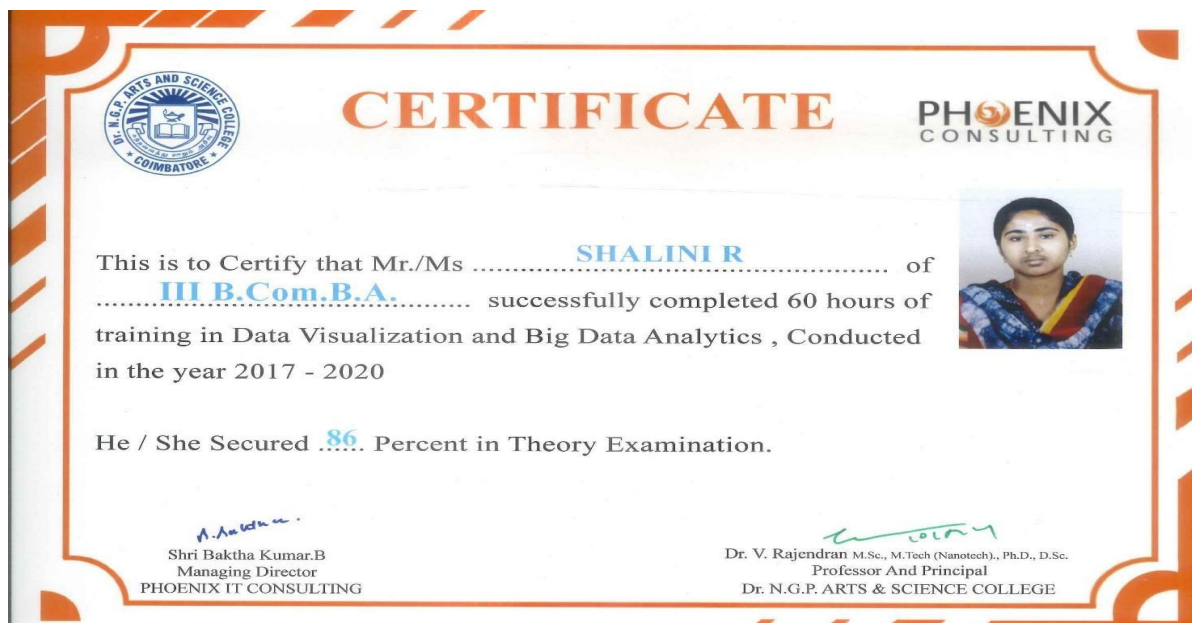 Dr. N.G.P. ARTS AND SCIENCE COLLEGE
* COIMBATORE *
CERTIFICATE
PHOENIX
CONSULTING
This is to Certify that Mr./Ms ........SHALINI R........ of
........III B.Com.B.A......... successfully completed 60 hours of
training in Data Visualization and Big Data Analytics , Conducted
in the year 2017 - 2020
He / She Secured .86. Percent in Theory Examination.
Shri Baktha Kumar.B
Managing Director
PHOENIX IT CONSULTING
Dr. V. Rajendran M.Sc., M.Tech (Nanotech)., Ph.D., D.Sc.
Professor And Principal
Dr. N.G.P. ARTS & SCIENCE COLLEGE